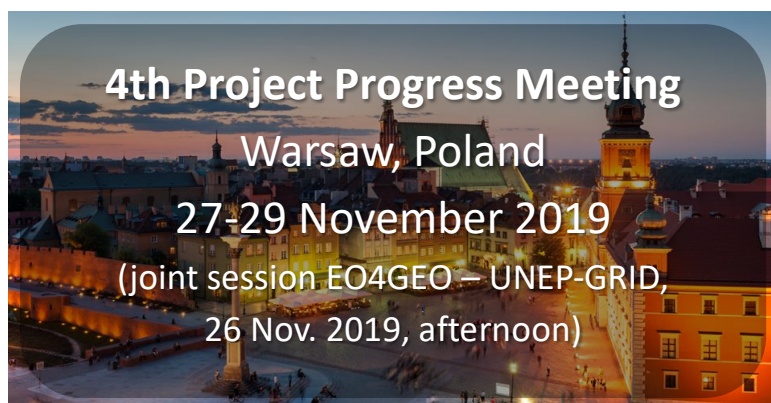 4th Project Progress Meeting
Warsaw, Poland
27-29 November 2019
(joint session EO4GEO – UNEP-GRID,
26 Nov. 2019, afternoon)